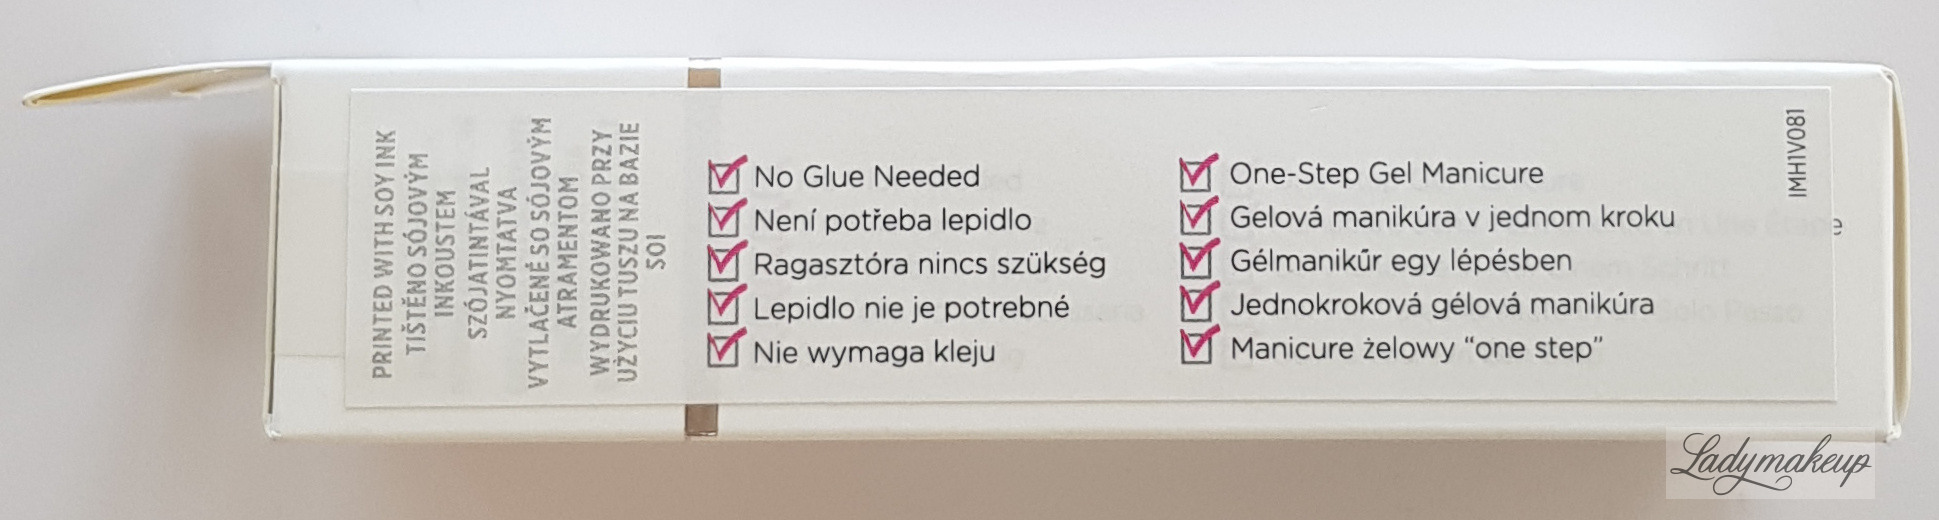 PRINTED WITH SOY INK
TIŠTĚNO SÓJOVÝM
INKOUSTEM
SZÓJATINTÁVAL
NYOMTATVA
VYTLAČENÉ SO SÓJOVÝM
ATRAMENTOM
WYDRUKOWANO PRZY
UŻYCIU TUSZU NA BAZIE
SOI
No Glue Needed
Není potřeba lepidlo
Ragasztóra nincs szükség
Lepidlo nie je potrebné
Nie wymaga kleju
One-Step Gel Manicure
Gelová manikúra v jednom kroku
Gélmanikűr egy lépésben
Jednokroková gélová manikúra
Manicure żelowy “one step”
IMHIV081
Ladymakeup